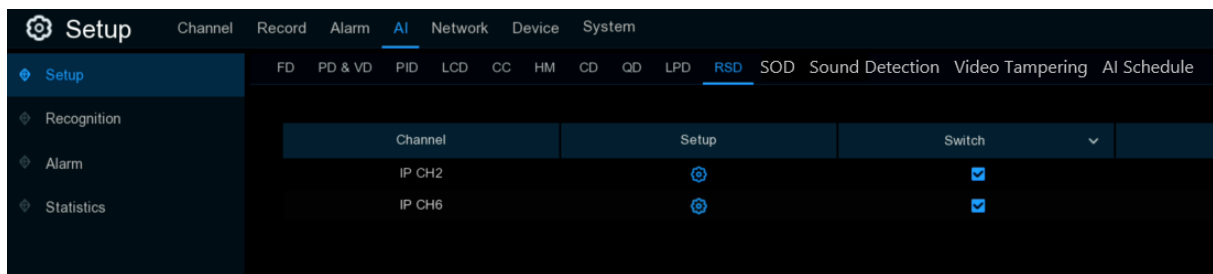 Setup Channel Record Alarm AI Network Device System
Setup
FD PD & VD PID LCD CC HM CD QD LPD RSD SOD Sound Detection Video Tampering AI Schedule
Recognition
Alarm
Statistics
Channel Setup Switch
IP CH2
IP CH6